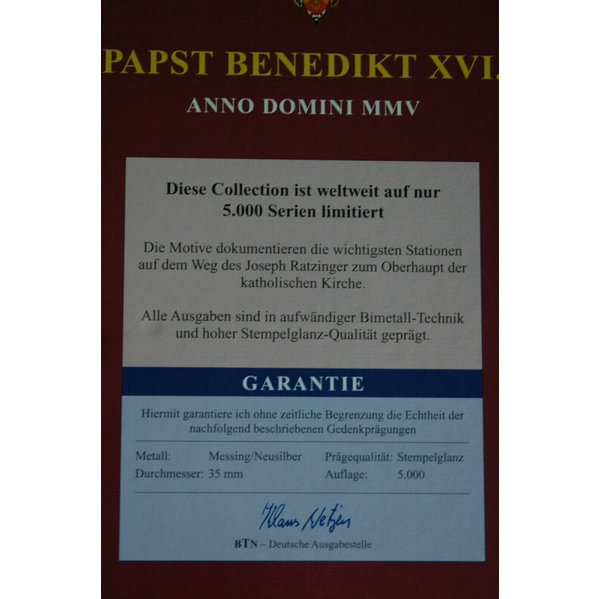 PAPST BENEDIKT XVI.
ANNO DOMINI MMV
Diese Collection ist weltweit auf nur
5.000 Serien limitiert
Die Motive dokumentieren die wichtigsten Stationen
auf dem Weg des Joseph Ratzinger zum Oberhaupt der
katholischen Kirche.
Alle Ausgaben sind in aufwändiger Bimetall-Technik
und hoher Stempelglanz-Qualität geprägt.
GARANTIE
Hiermit garantiere ich ohne zeitliche Begrenzung die Echtheit der
nachfolgend beschriebenen Gedenkprägungen
Metall: Messing/Neusilber Prägequalität: Stempelglanz
Durchmesser: 35 mm Auflage: 5.000
Klaus Netjen
BTN – Deutsche Ausgabestelle